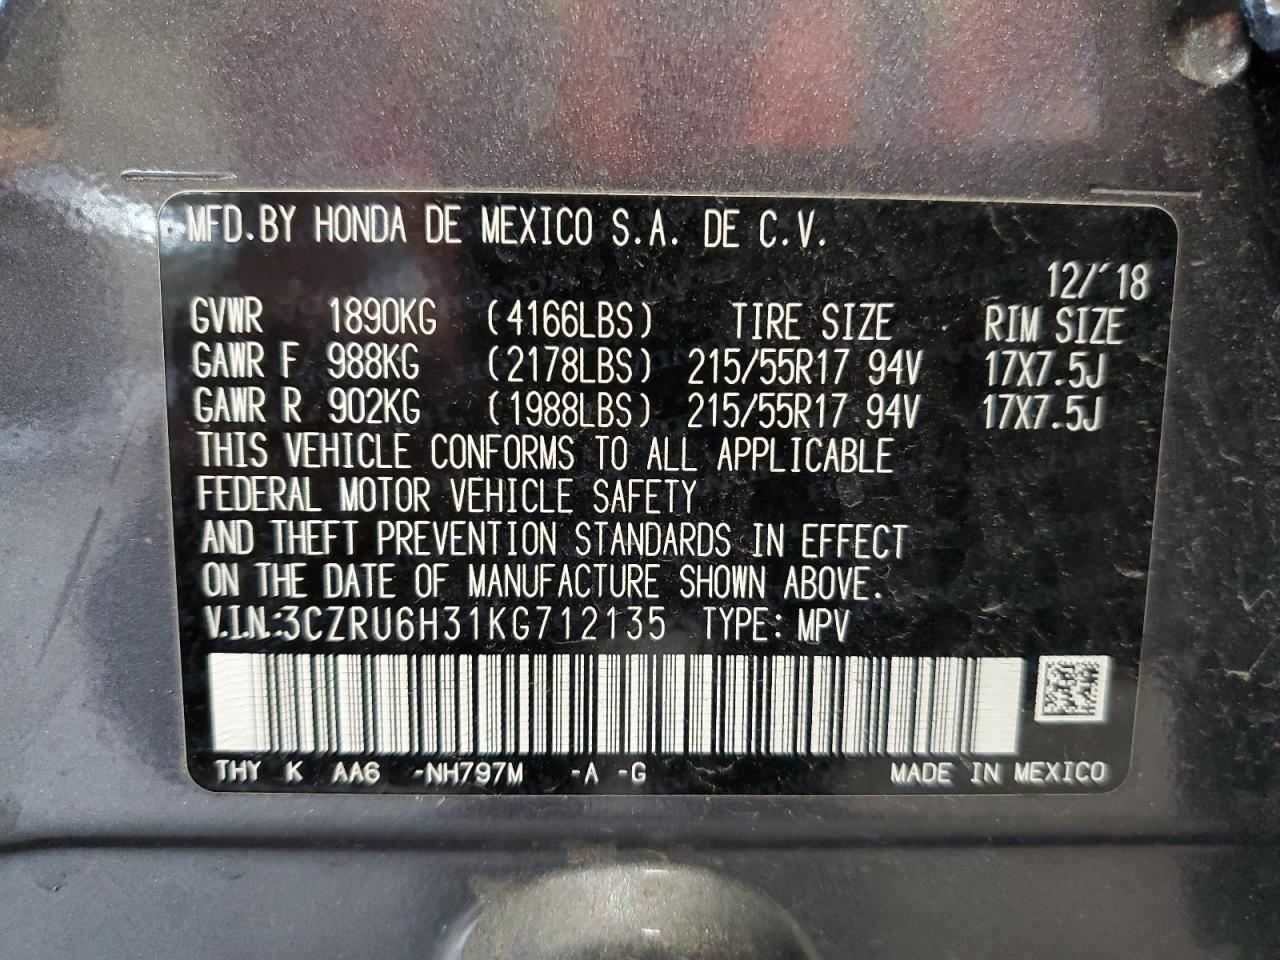 MFD.BY HONDA DE MEXICO S.A. DE C.V.
12/'18
GVWR 1890KG (4166LBS) TIRE SIZE RIM SIZE
GAWR F 988KG (2178LBS) 215/55R17 94V 17X7.5J
GAWR R 902KG (1988LBS) 215/55R17 94V 17X7.5J
THIS VEHICLE CONFORMS TO ALL APPLICABLE
FEDERAL MOTOR VEHICLE SAFETY
AND THEFT PREVENTION STANDARDS IN EFFECT
ON THE DATE OF MANUFACTURE SHOWN ABOVE.
V.I.N.:3CZRU6H31KG712135 TYPE: MPV
THY K AA6 -NH797M -A -G MADE IN MEXICO